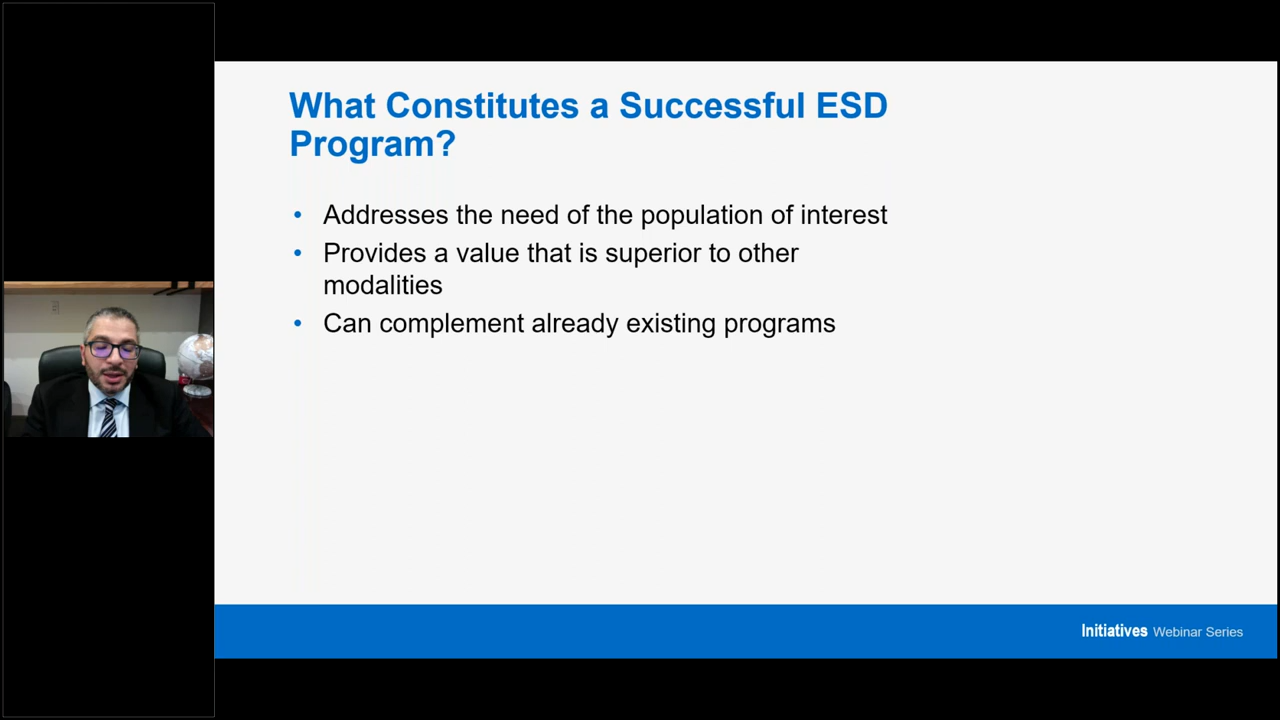 What Constitutes a Successful ESD
Program?
• Addresses the need of the population of interest
• Provides a value that is superior to other
modalities
• Can complement already existing programs
Initiatives Webinar Series